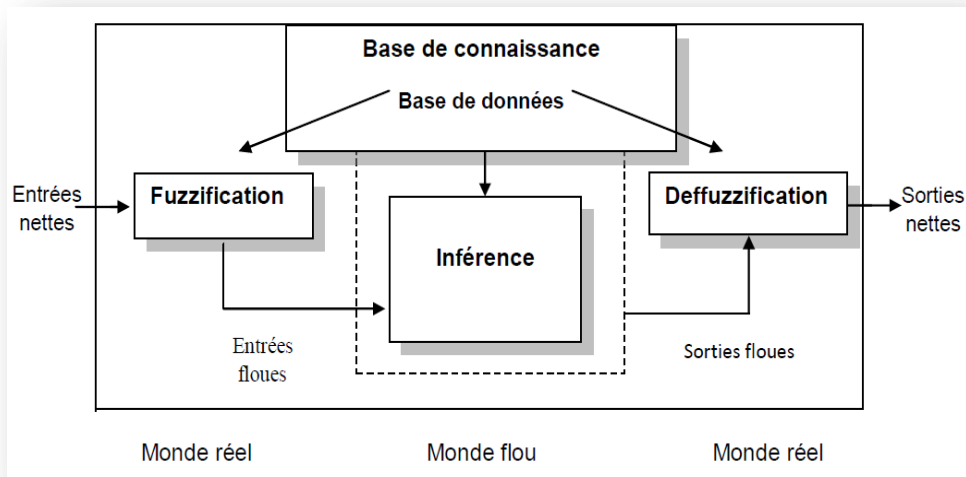 Base de connaissance
Base de données
Entrées
nettes
Fuzzification
Inférence
Deffuzzification
Sorties
nettes
Entrées
floues
Sorties floues
Monde réel
Monde flou
Monde réel